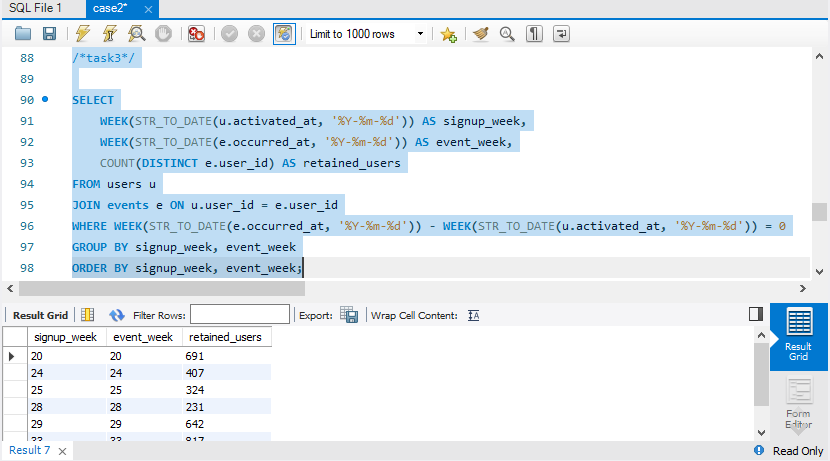 SQL File 1 case2*
Limit to 1000 rows
88 /*task3*/
89
90 SELECT
91 WEEK(STR_TO_DATE(u.activated_at, '%Y-%m-%d')) AS signup_week,
92 WEEK(STR_TO_DATE(e.occurred_at, '%Y-%m-%d')) AS event_week,
93 COUNT(DISTINCT e.user_id) AS retained_users
94 FROM users u
95 JOIN events e ON u.user_id = e.user_id
96 WHERE WEEK(STR_TO_DATE(e.occurred_at, '%Y-%m-%d')) - WEEK(STR_TO_DATE(u.activated_at, '%Y-%m-%d')) = 0
97 GROUP BY signup_week, event_week
98 ORDER BY signup_week, event_week;
Result Grid Filter Rows: Export: Wrap Cell Content:
signup_week event_week retained_users
20 20 691
24 24 407
25 25 324
28 28 231
29 29 642
33 33 817
Result
Grid
Form
Editor
Result 7 Read Only